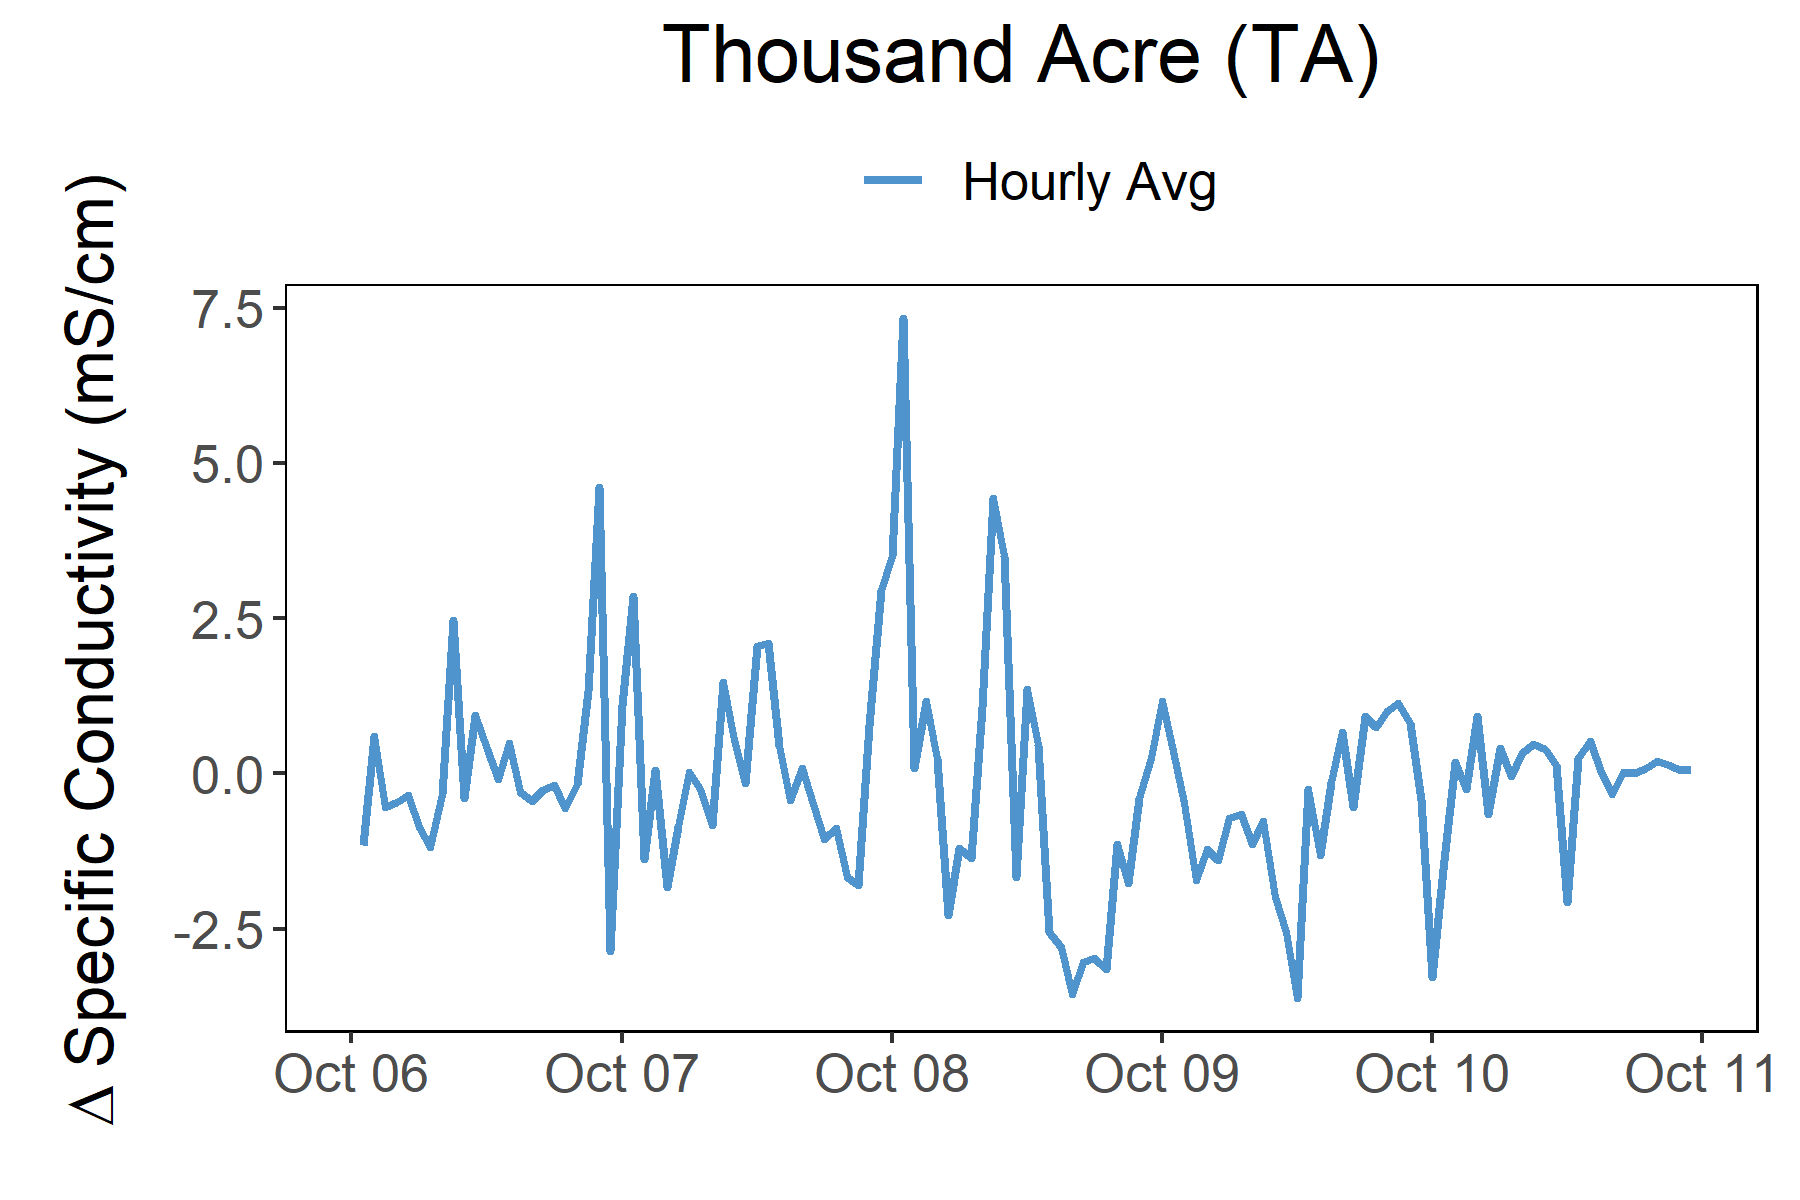 Thousand Acre (TA)
Hourly Avg
Δ Specific Conductivity (mS/cm)
7.5
5.0
2.5
0.0
-2.5
Oct 06 Oct 07 Oct 08 Oct 09 Oct 10 Oct 11